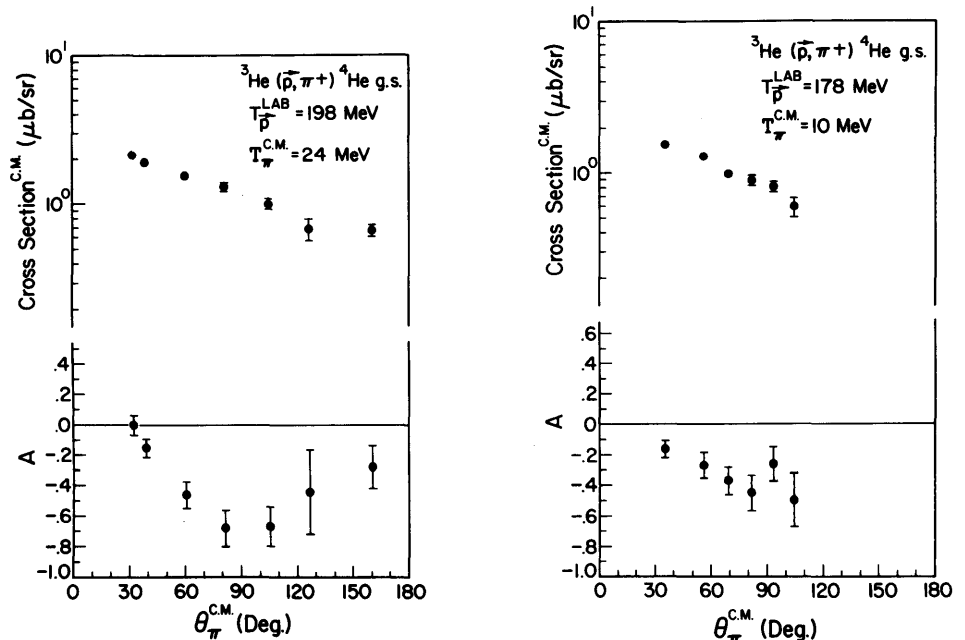 10¹
10⁰
Cross Section^C.M. (μb/sr)
³He (p⃗, π+) ⁴He g.s.
T_p⃗^LAB = 198 MeV
T_π^C.M. = 24 MeV
.4
.2
.0
-.2
-.4
-.6
-.8
-1.0
A
0 30 60 90 120 150 180
θ_π^C.M. (Deg.)
10¹
10⁰
Cross Section^C.M. (μb/sr)
³He (p⃗, π+) ⁴He g.s.
T_p⃗^LAB = 178 MeV
T_π^C.M. = 10 MeV
.6
.4
.2
.0
-.2
-.4
-.6
-.8
-1.0
A
0 30 60 90 120 150 180
θ_π^C.M. (Deg.)